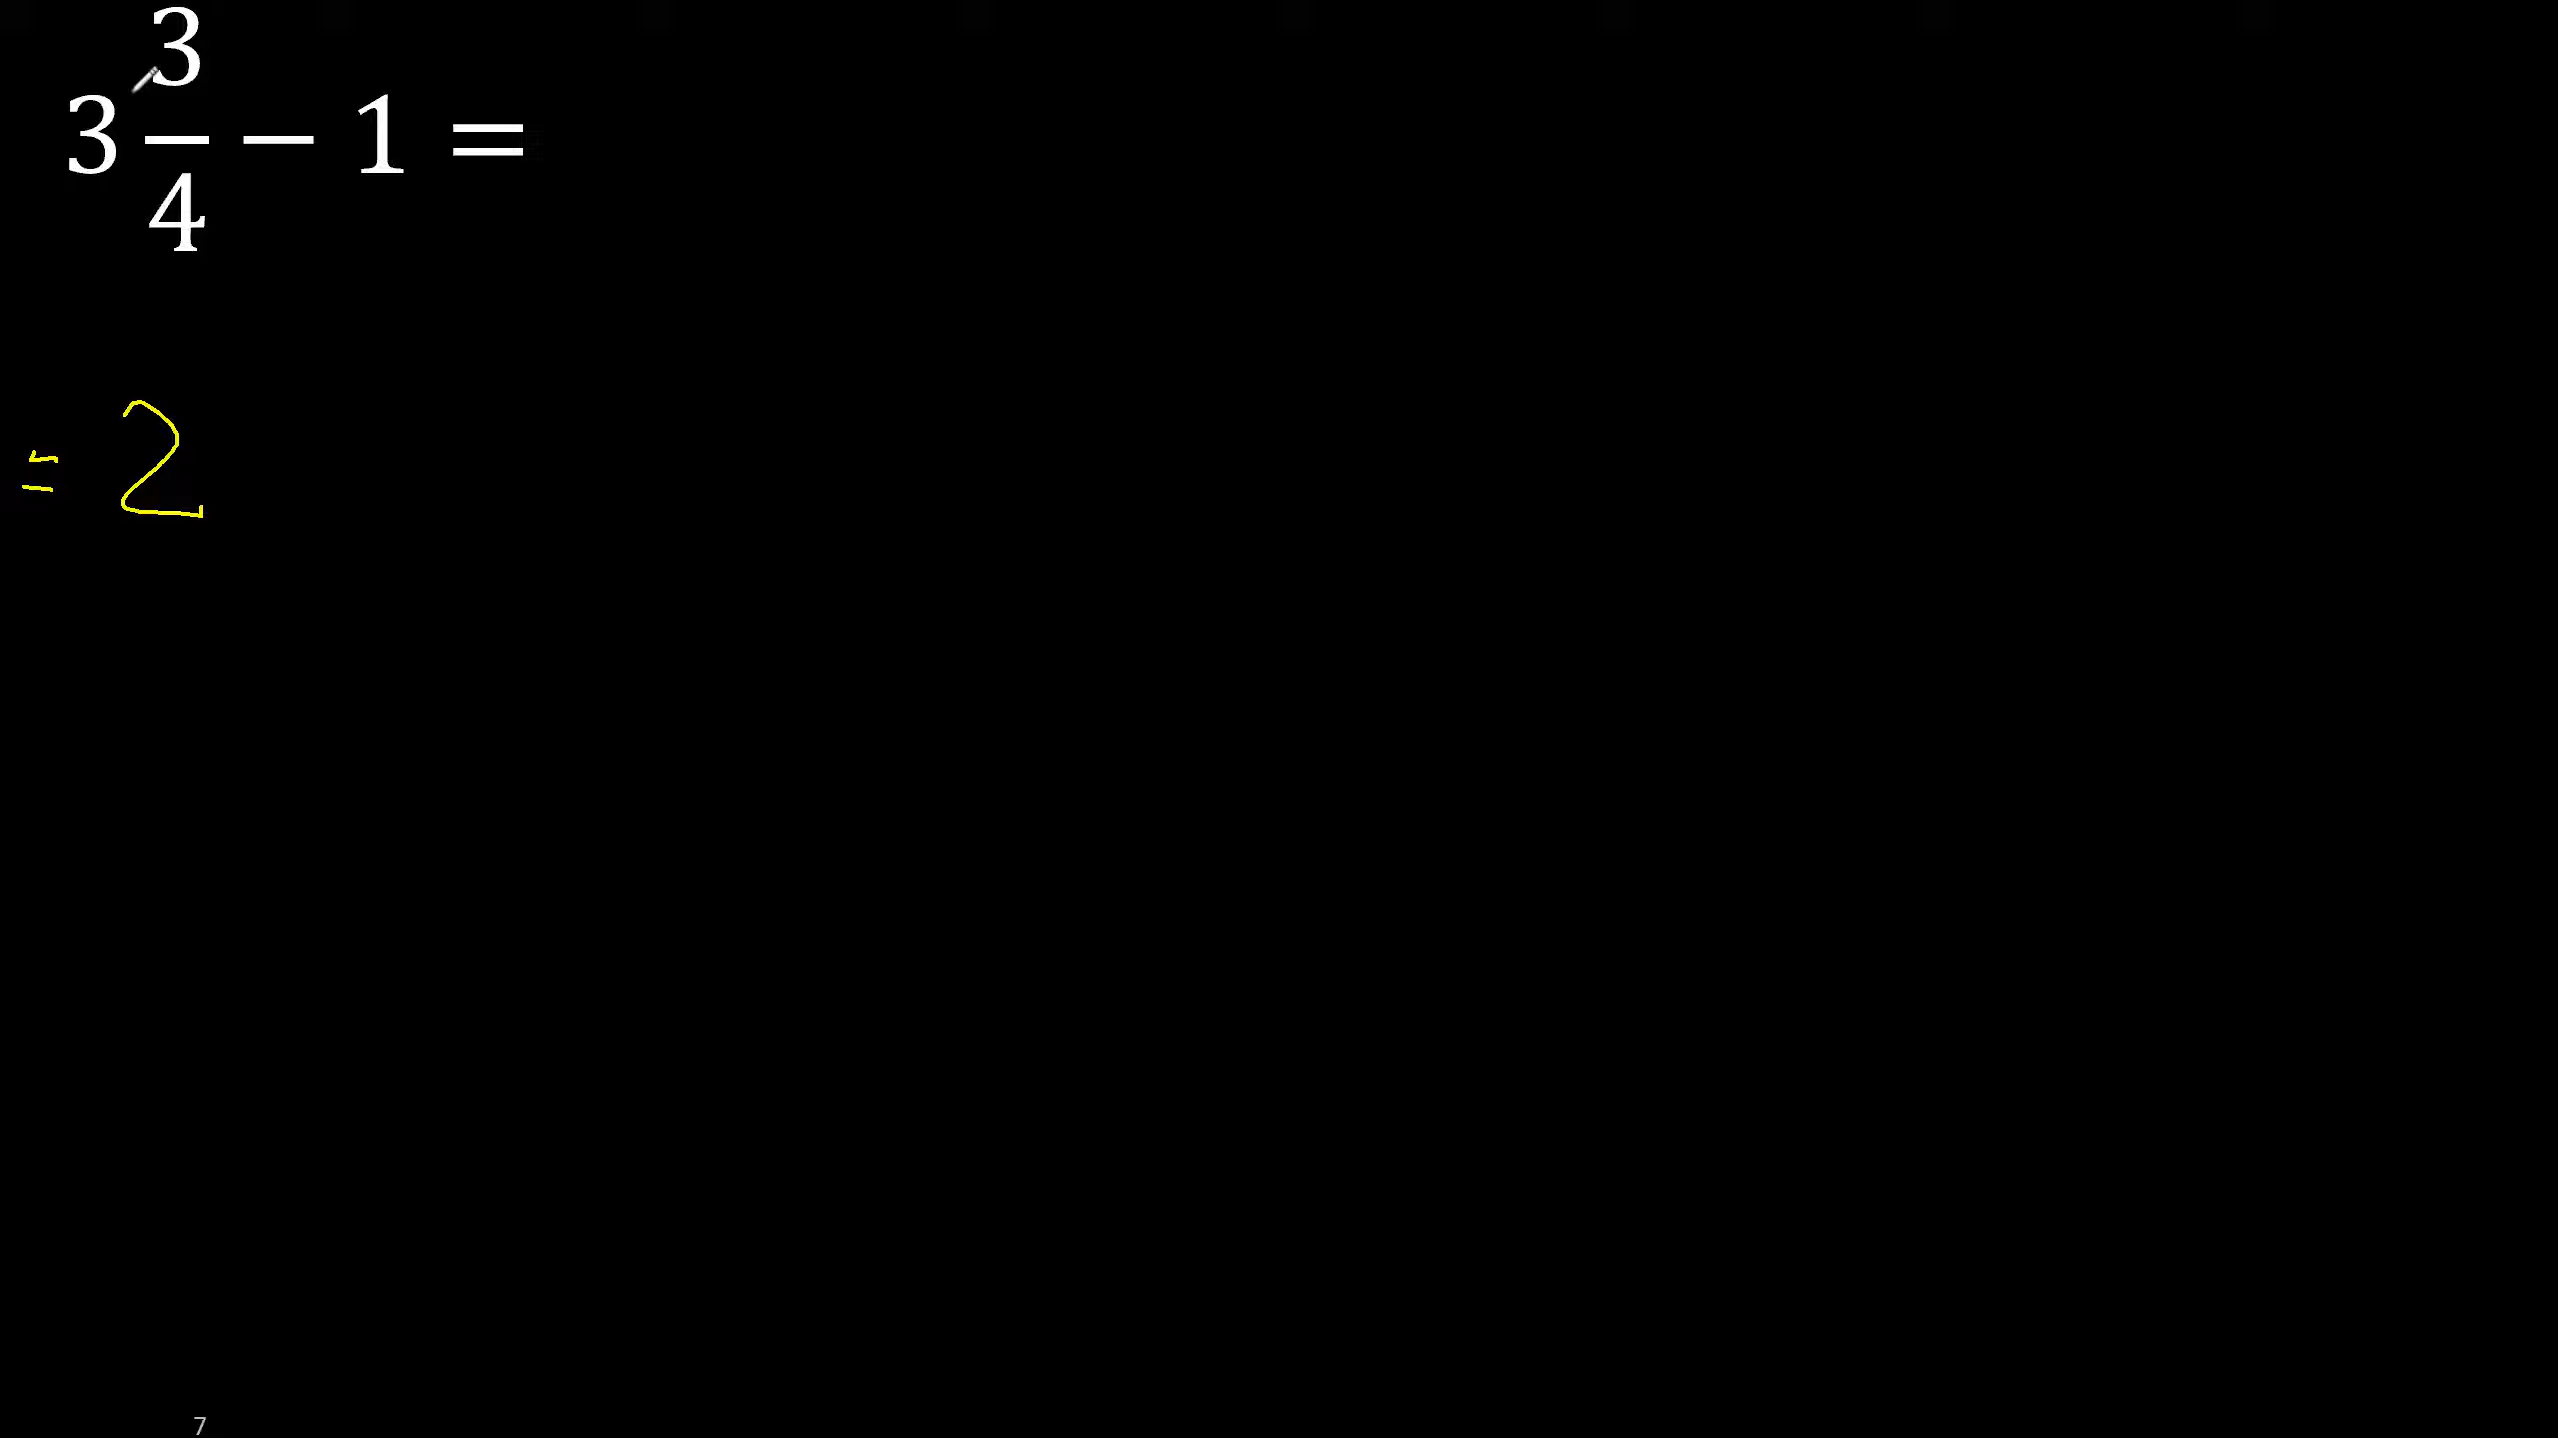 3 3/4 − 1 =
= 2
7